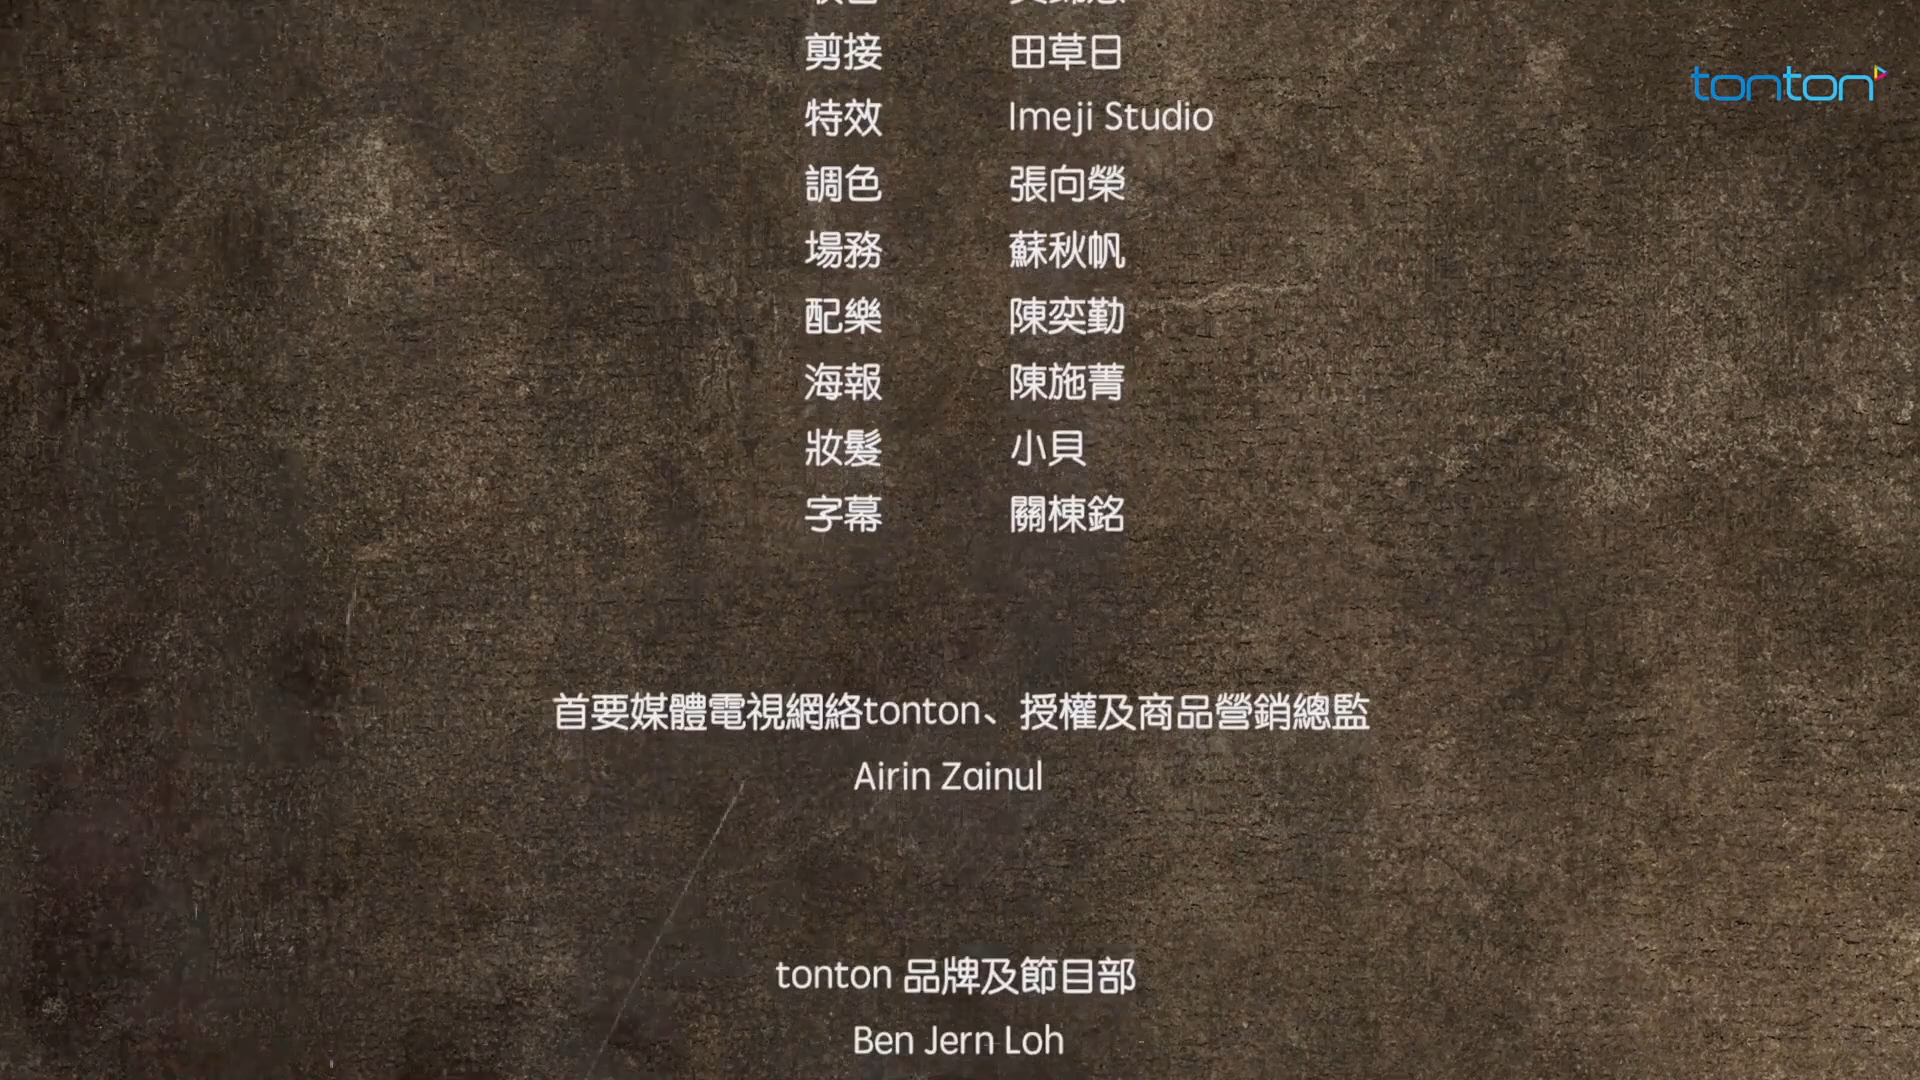 tonton
剪接 田草日
特效 Imeji Studio
調色 張向榮
場務 蘇秋帆
配樂 陳奕勤
海報 陳施菁
妝髮 小貝
字幕 關棟銘
首要媒體電視網絡tonton、授權及商品營銷總監
Airin Zainul
tonton 品牌及節目部
Ben Jern Loh